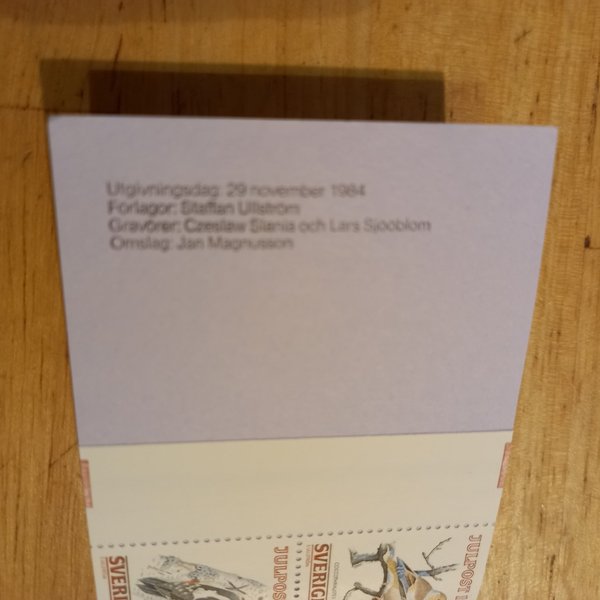 Utgivningsdag: 29 november 1984
Förlagor: Staffan Ullström
Gravörer: Czeslaw Slania och Lars Sjööblom
Omslag: Jan Magnusson
SVERIGE
JULPOST
SVERIGE
JULPOST